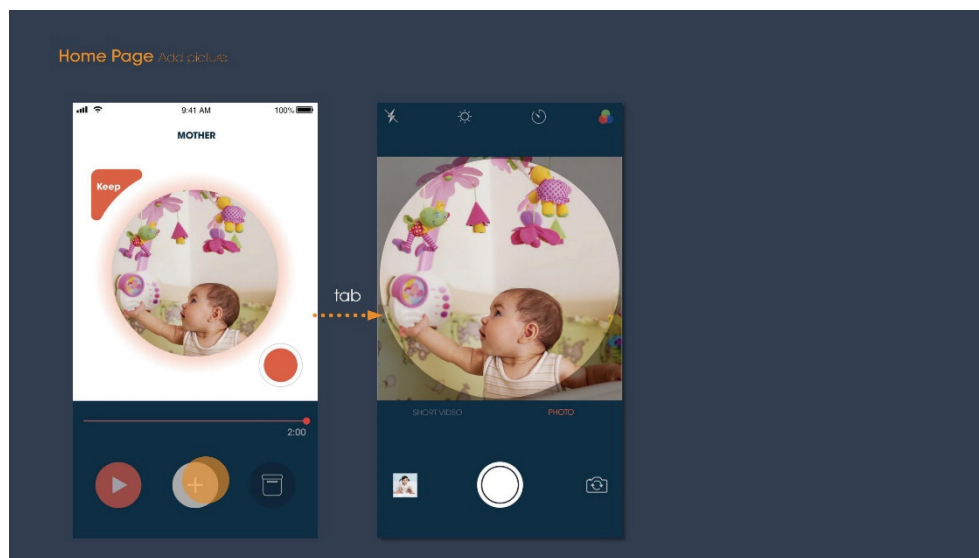 Home Page Add picture
9:41 AM 100%
MOTHER
Keep
tab
2:00
SHORT VIDEO PHOTO